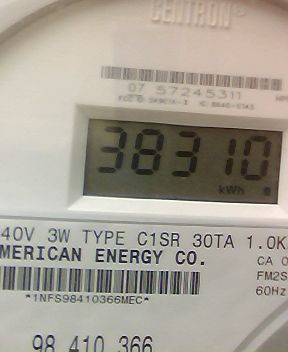 CENTRON®
07 57245311
38310
kWh
40V 3W TYPE C1SR 30TA 1.0K
MERICAN ENERGY CO.
CA 0
FM2S
60Hz
*1NFS98410366MEC*
98 410 366